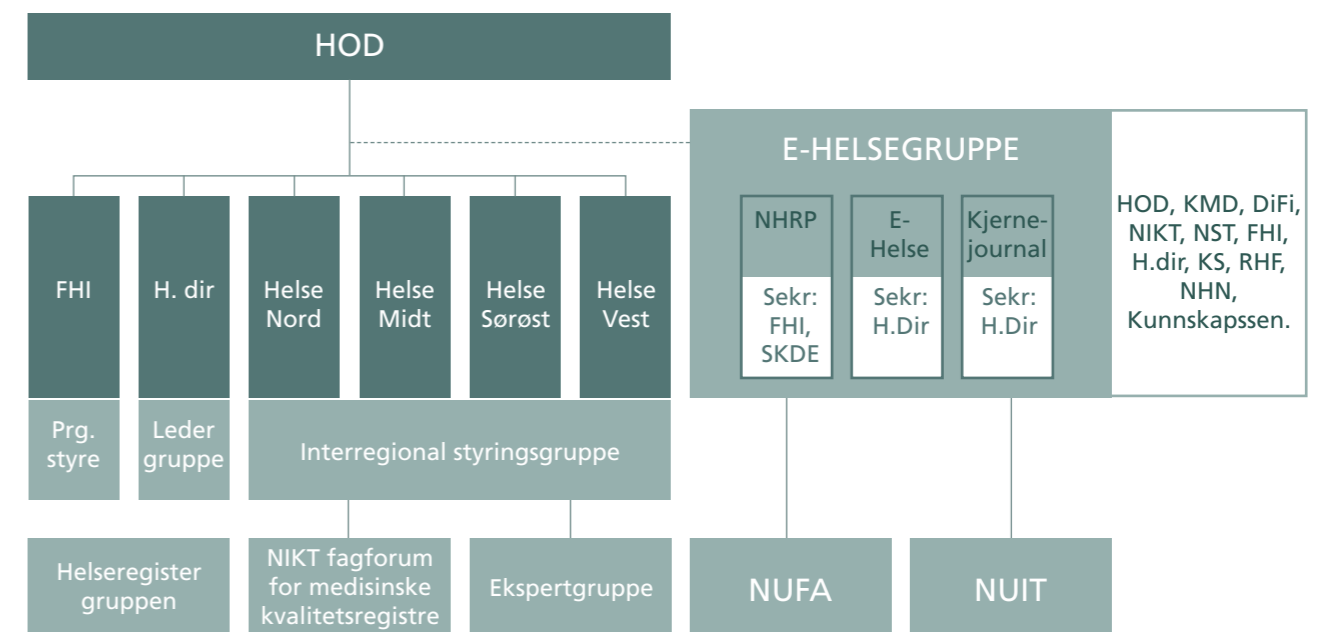 HOD
E-HELSEGRUPPE
NHRP
Sekr:
FHI,
SKDE
E-
Helse
Sekr:
H.Dir
Kjerne-
journal
Sekr:
H.Dir
HOD, KMD, DiFi,
NIKT, NST, FHI,
H.dir, KS, RHF,
NHN,
Kunnskapssen.
FHI
H. dir
Helse
Nord
Helse
Midt
Helse
Sørøst
Helse
Vest
Prg.
styre
Leder
gruppe
Interregional styringsgruppe
Helseregister
gruppen
NIKT fagforum
for medisinske
kvalitetsregistre
Ekspertgruppe
NUFA
NUIT